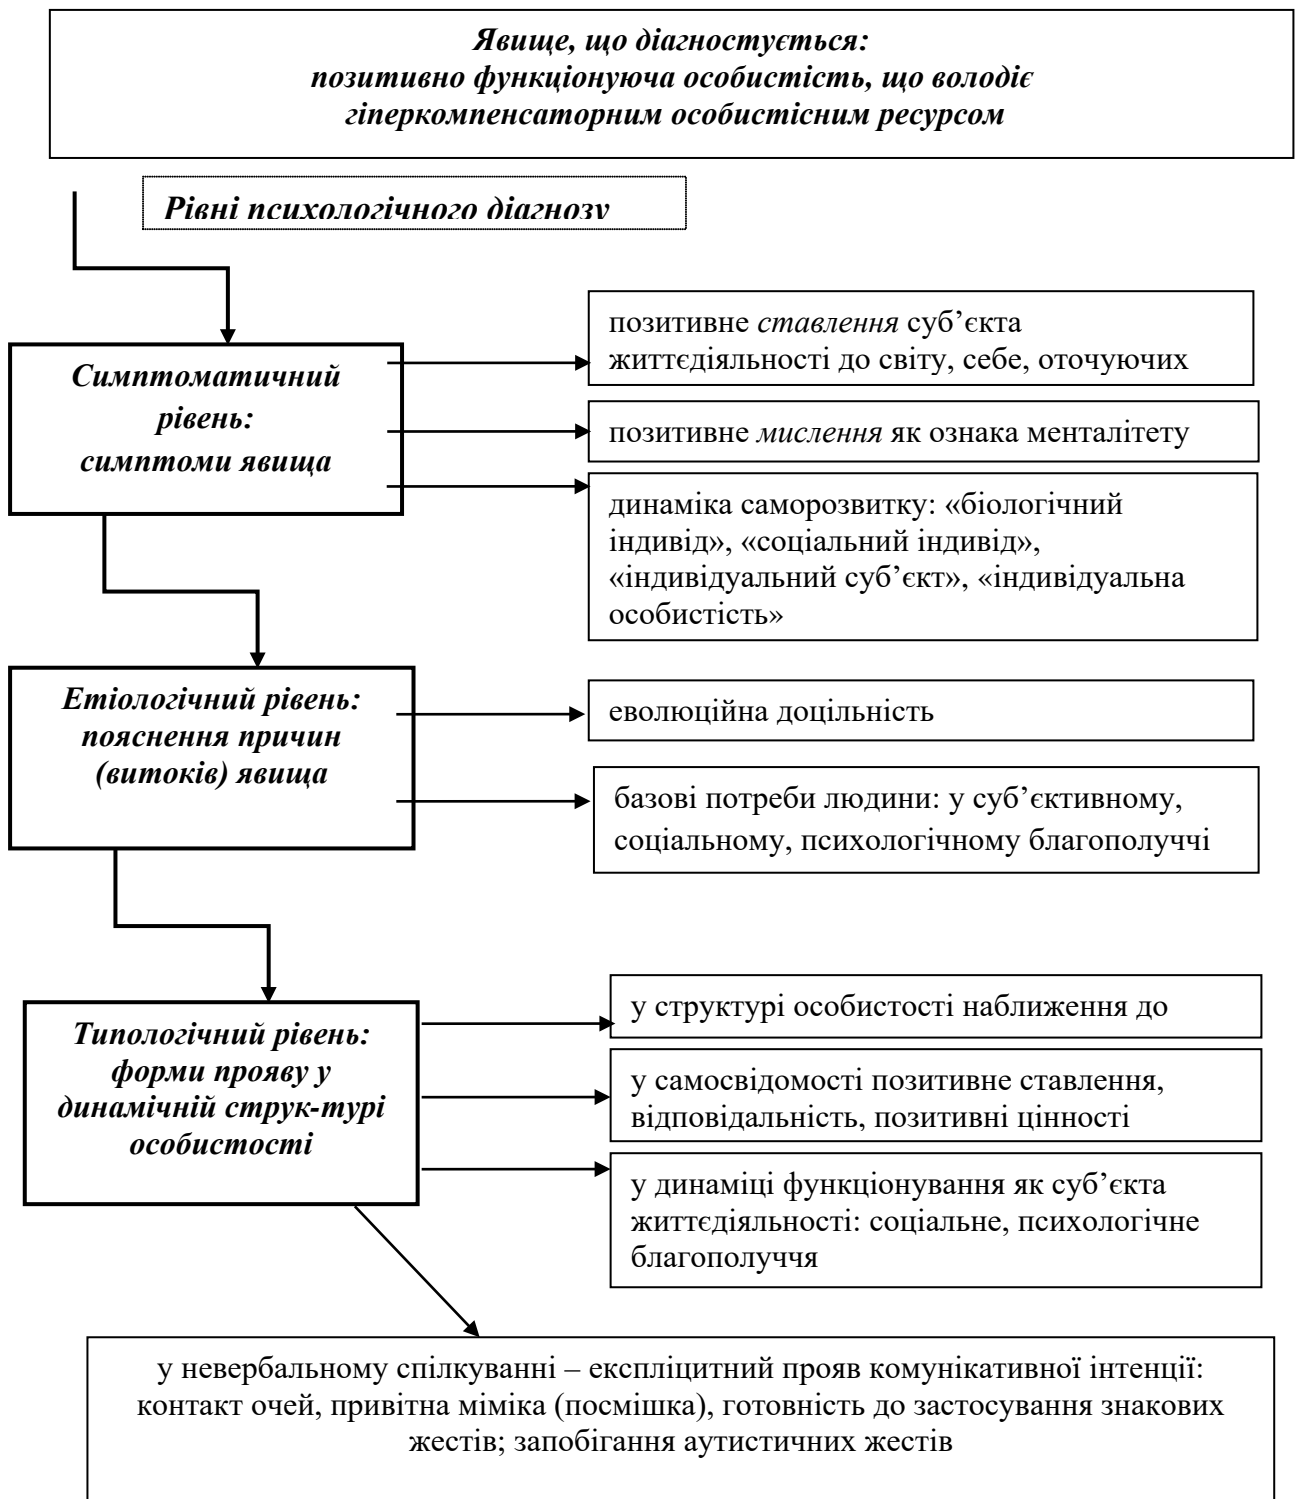 Явище, що діагностується:
позитивно функціонуюча особистість, що володіє
гіперкомпенсаторним особистісним ресурсом
Рівні психологічного діагнозу
Симптоматичний
рівень:
симптоми явища
позитивне ставлення суб’єкта
життєдіяльності до світу, себе, оточуючих
позитивне мислення як ознака менталітету
динаміка саморозвитку: «біологічний
індивід», «соціальний індивід»,
«індивідуальний суб’єкт», «індивідуальна
особистість»
Етіологічний рівень:
пояснення причин
(витоків) явища
еволюційна доцільність
базові потреби людини: у суб’єктивному,
соціальному, психологічному благополуччі
Типологічний рівень:
форми прояву у
динамічній струк-турі
особистості
у структурі особистості наближення до
у самосвідомості позитивне ставлення,
відповідальність, позитивні цінності
у динаміці функціонування як суб’єкта
життєдіяльності: соціальне, психологічне
благополуччя
у невербальному спілкуванні – експліцитний прояв комунікативної інтенції:
контакт очей, привітна міміка (посмішка), готовність до застосування знакових
жестів; запобігання аутистичних жестів